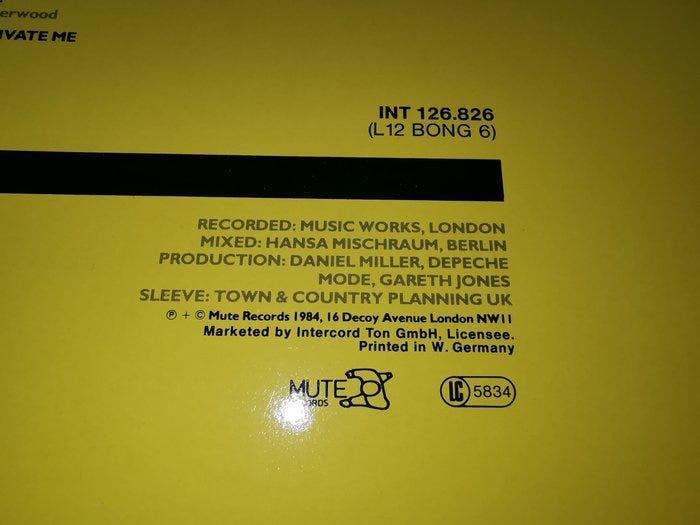 erwood
IVATE ME
INT 126.826
(L12 BONG 6)
RECORDED: MUSIC WORKS, LONDON
MIXED: HANSA MISCHRAUM, BERLIN
PRODUCTION: DANIEL MILLER, DEPECHE
MODE, GARETH JONES
SLEEVE: TOWN & COUNTRY PLANNING UK
℗ + © Mute Records 1984, 16 Decoy Avenue London NW11
Marketed by Intercord Ton GmbH, Licensee.
Printed in W. Germany
MUTE
ORDS
LC 5834